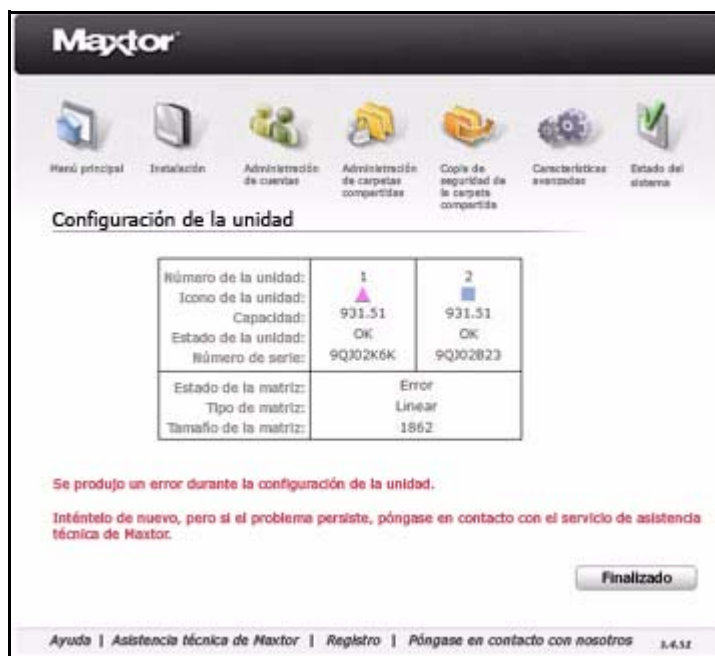 Maxtor
Menú principal
Instalación
Administración
de cuentas
Administración
de carpetas
compartidas
Copia de
seguridad de
la carpeta
compartida
Características
avanzadas
Estado del
sistema
Configuración de la unidad
Número de la unidad: 1 2
Icono de la unidad:
Capacidad: 931.51 931.51
Estado de la unidad: OK OK
Número de serie: 9QJ02K6K 9QJ02B23
Estado de la matriz: Error
Tipo de matriz: Linear
Tamaño de la matriz: 1862
Se produjo un error durante la configuración de la unidad.
Inténtelo de nuevo, pero si el problema persiste, póngase en contacto con el servicio de asistencia
técnica de Maxtor.
Finalizado
Ayuda | Asistencia técnica de Maxtor | Registro | Póngase en contacto con nosotros